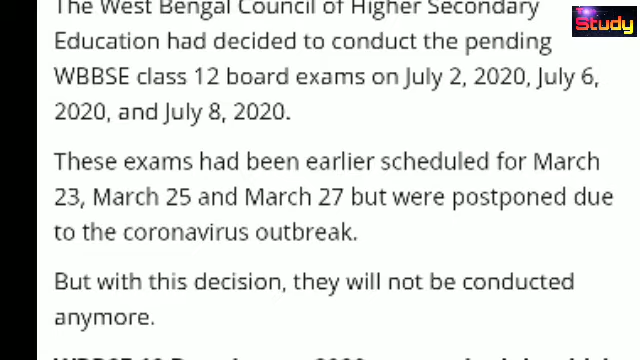 The West Bengal Council of Higher Secondary
Study
Education had decided to conduct the pending
WBBSE class 12 board exams on July 2, 2020, July 6,
2020, and July 8, 2020.
These exams had been earlier scheduled for March
23, March 25 and March 27 but were postponed due
to the coronavirus outbreak.
But with this decision, they will not be conducted
anymore.